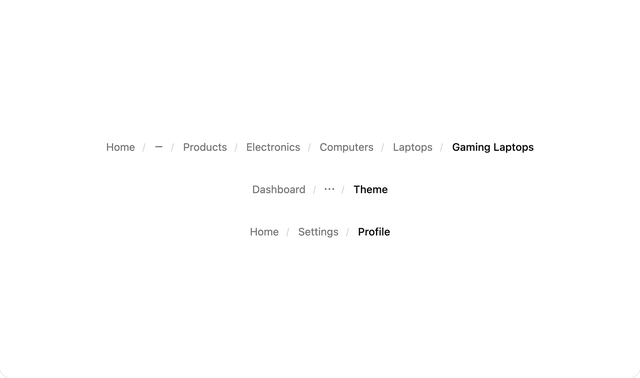 Home / – / Products / Electronics / Computers / Laptops / Gaming Laptops
Dashboard / ··· / Theme
Home / Settings / Profile